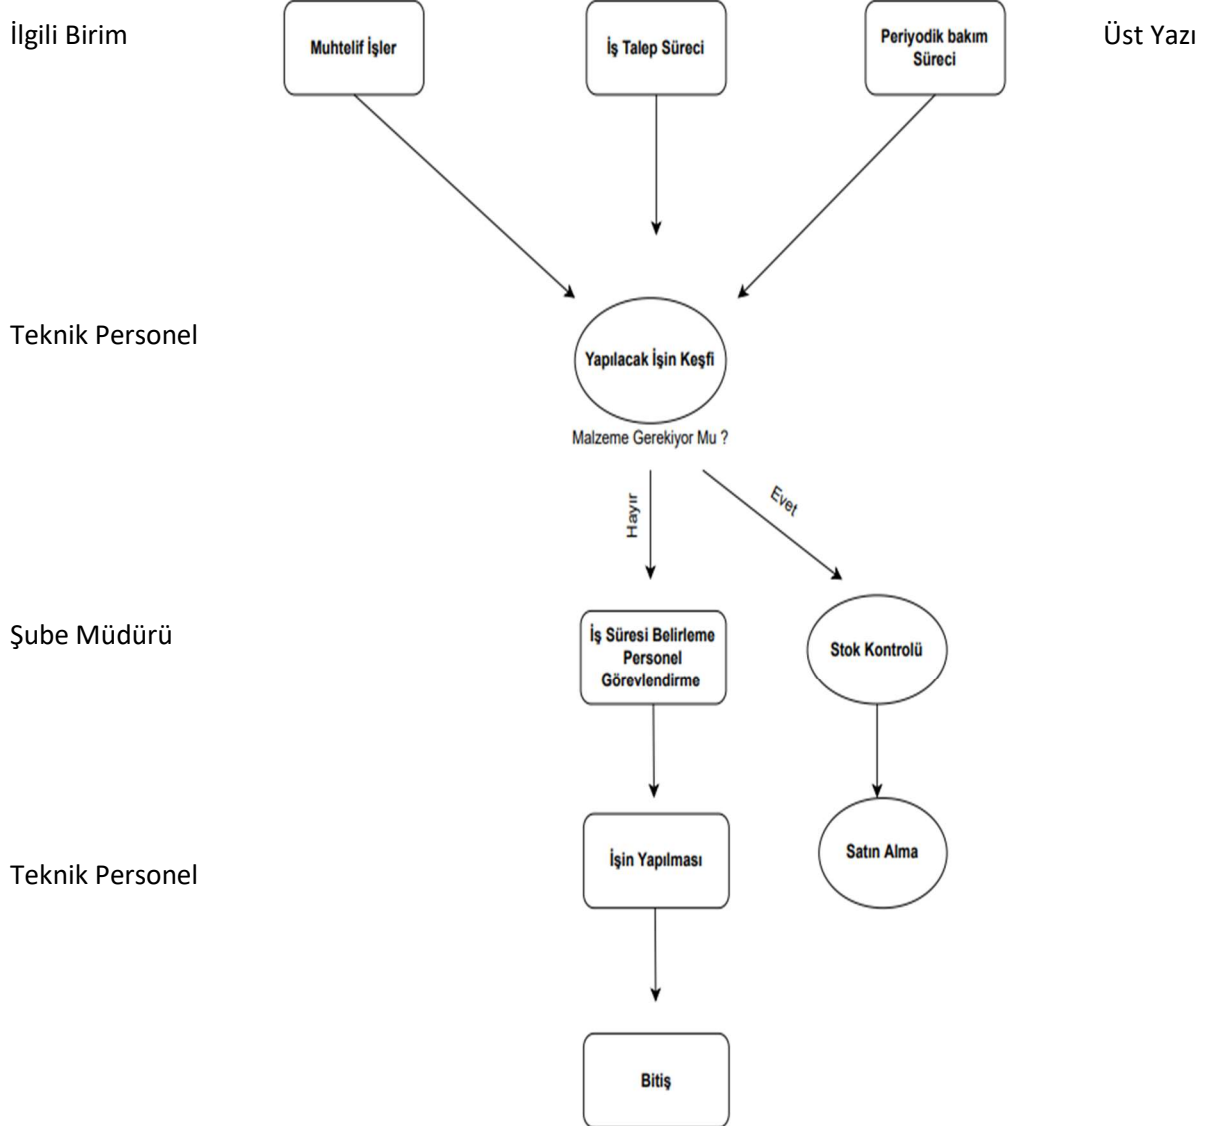 İlgili Birim
Muhtelif İşler
İş Talep Süreci
Periyodik bakım
Süreci
Üst Yazı
Teknik Personel
Yapılacak İşin Keşfi
Malzeme Gerekiyor Mu ?
Hayır
Evet
Şube Müdürü
İş Süresi Belirleme
Personel
Görevlendirme
Stok Kontrolü
Teknik Personel
İşin Yapılması
Satın Alma
Bitiş